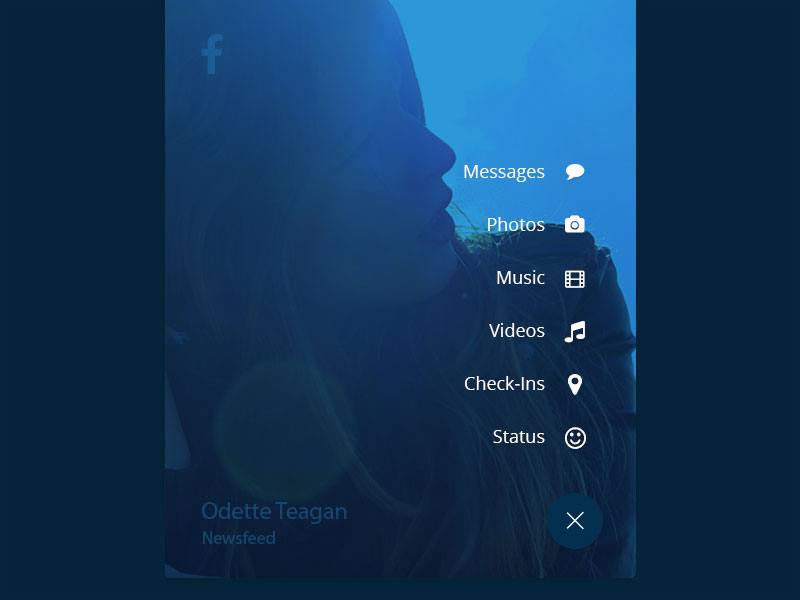 f
Messages
Photos
Music
Videos
Check-Ins
Status
Odette Teagan
Newsfeed